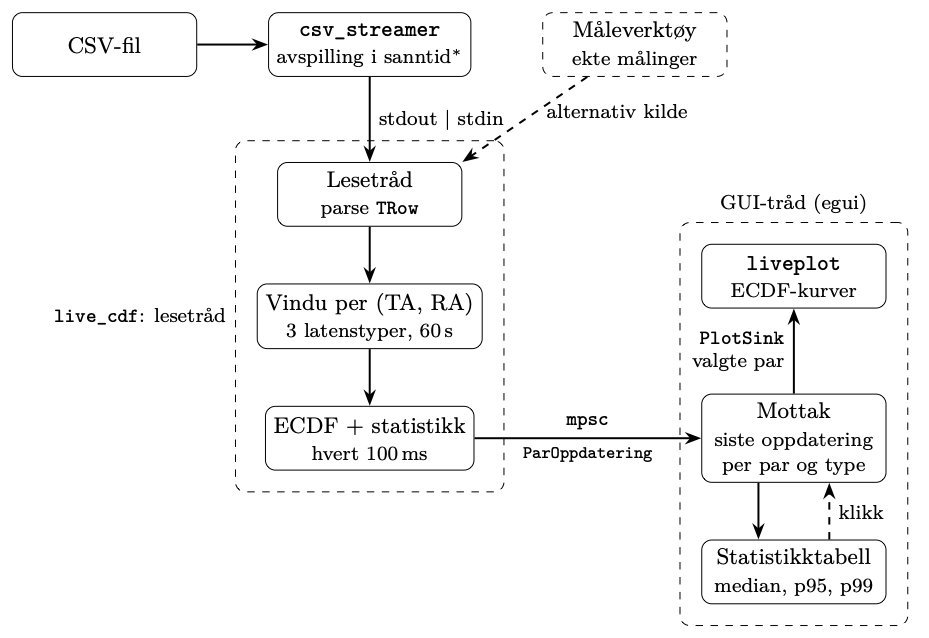 CSV-fil
csv_streamer
avspilling i sanntid*
Måleverktøy
ekte målinger
stdout | stdin
alternativ kilde
Lesetråd
parse TRow
live_cdf: lesetråd
Vindu per (TA, RA)
3 latenstyper, 60 s
ECDF + statistikk
hvert 100 ms
mpsc
ParOppdatering
GUI-tråd (egui)
liveplot
ECDF-kurver
PlotSink
valgte par
Mottak
siste oppdatering
per par og type
klikk
Statistikktabell
median, p95, p99